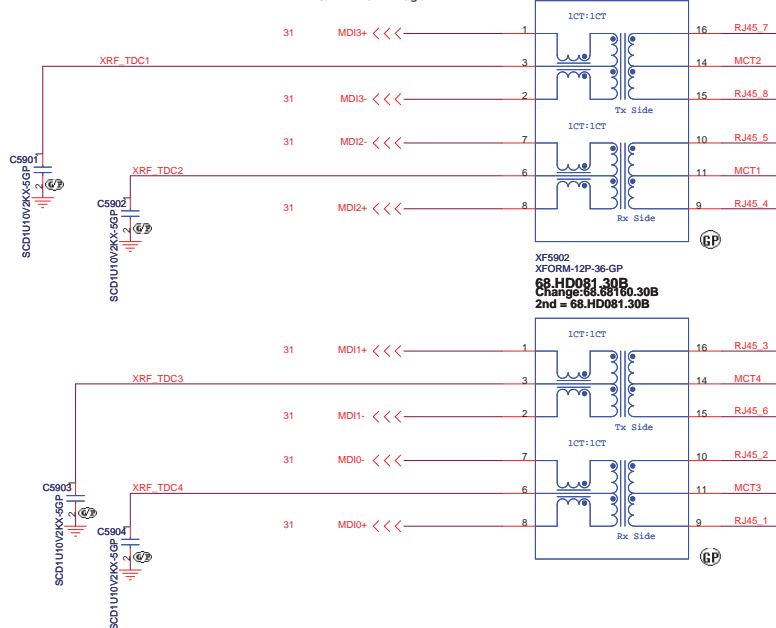 1CT:1CT
31 MDI3+ 1 16 RJ45_7
XRF_TDC1 3 14 MCT2
31 MDI3- 2 15 RJ45_8
Tx Side
1CT:1CT
31 MDI2- 7 10 RJ45_5
C5901 1
XRF_TDC2 6 11 MCT1
2 G/P
SCD1U10V2KX-5GP
C5902
31 MDI2+ 8 9 RJ45_4
Rx Side
2 G/P
SCD1U10V2KX-5GP
GP
XF5902
XFORM-12P-36-GP
68.HD081.30B
Change:68.68160.30B
2nd = 68.HD081.30B
1CT:1CT
31 MDI1+ 1 16 RJ45_3
XRF_TDC3 3 14 MCT4
31 MDI1- 2 15 RJ45_6
Tx Side
1CT:1CT
31 MDI0- 7 10 RJ45_2
C5903 1
XRF_TDC4 6 11 MCT3
2 G/P
SCD1U10V2KX-5GP
C5904 1
31 MDI0+ 8 9 RJ45_1
Rx Side
2 G/P
SCD1U10V2KX-5GP
GP